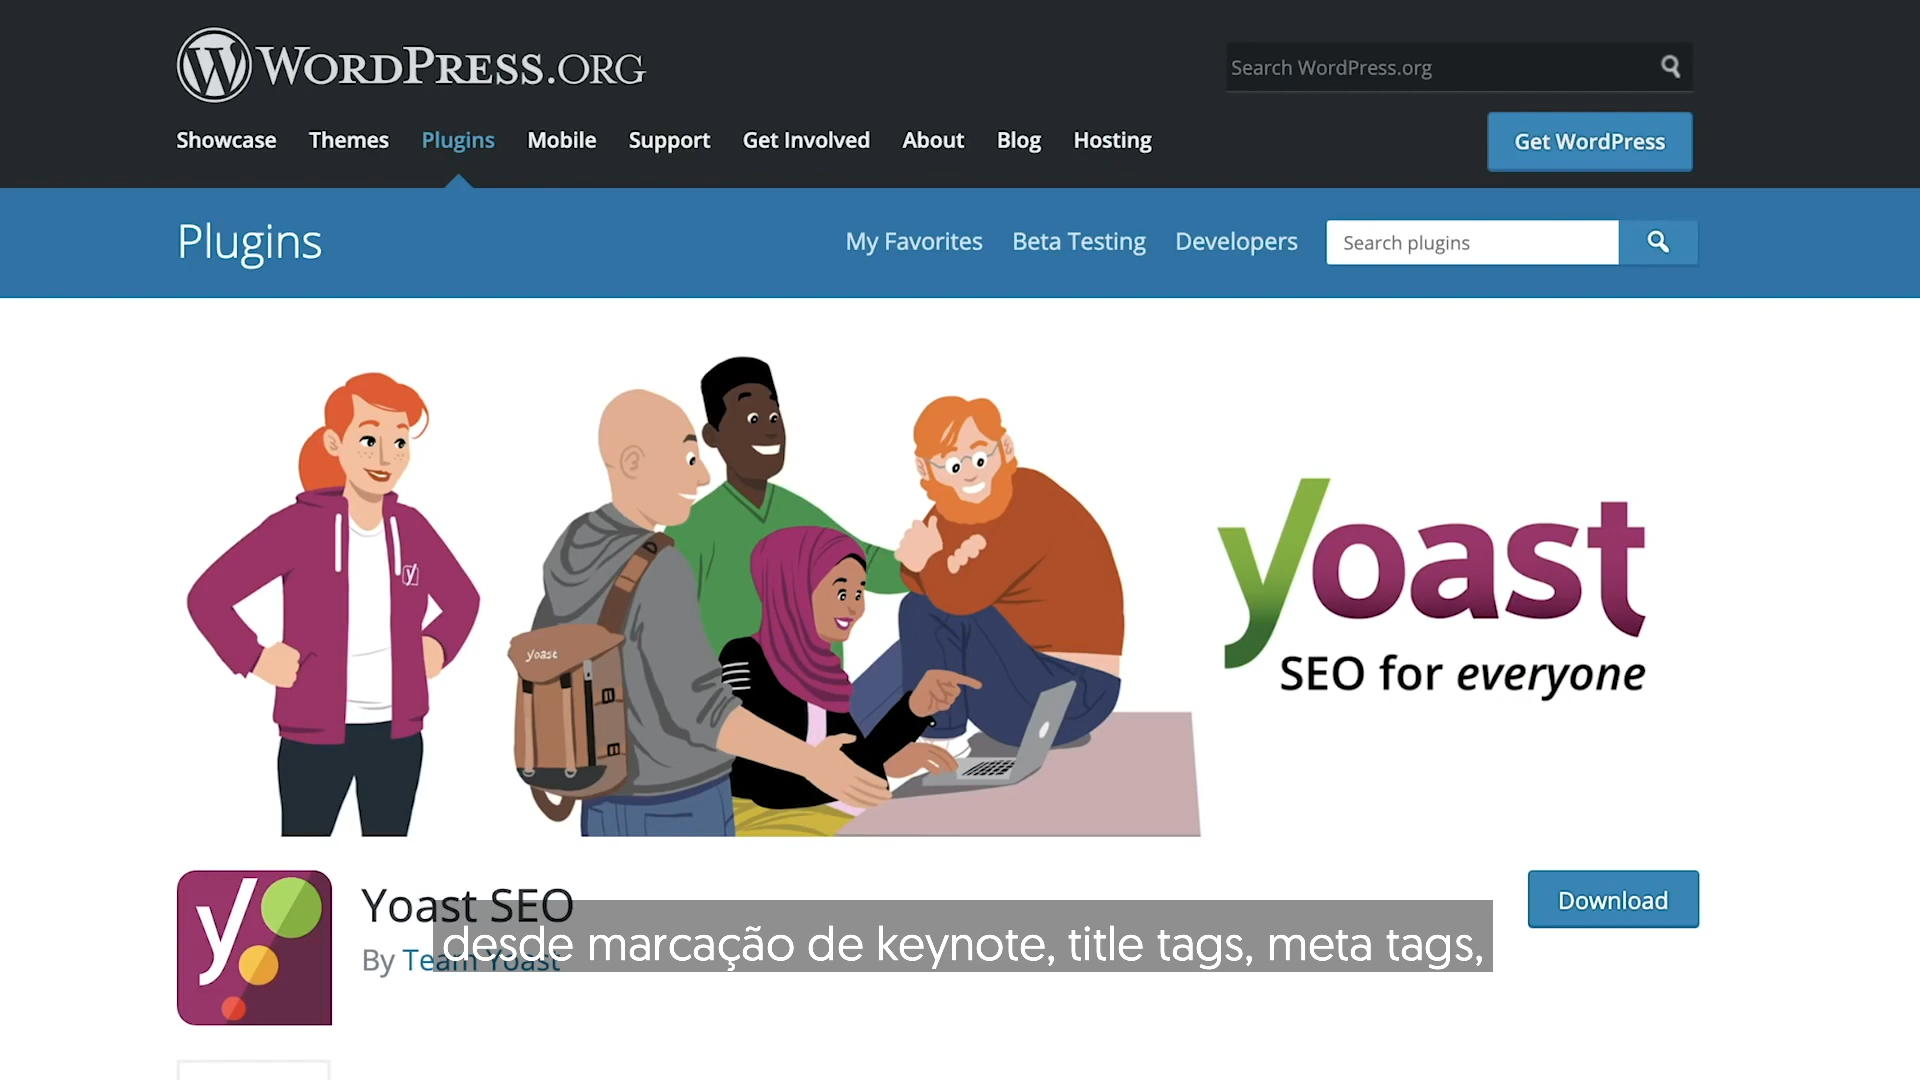 WORDPRESS.ORG
Search WordPress.org
Showcase Themes Plugins Mobile Support Get Involved About Blog Hosting
Get WordPress
Plugins
My Favorites Beta Testing Developers
Search plugins
y
yoast
yoast
SEO for everyone
y
Yoast SEO
Download
By Team Yoast
desde marcação de keynote, title tags, meta tags,